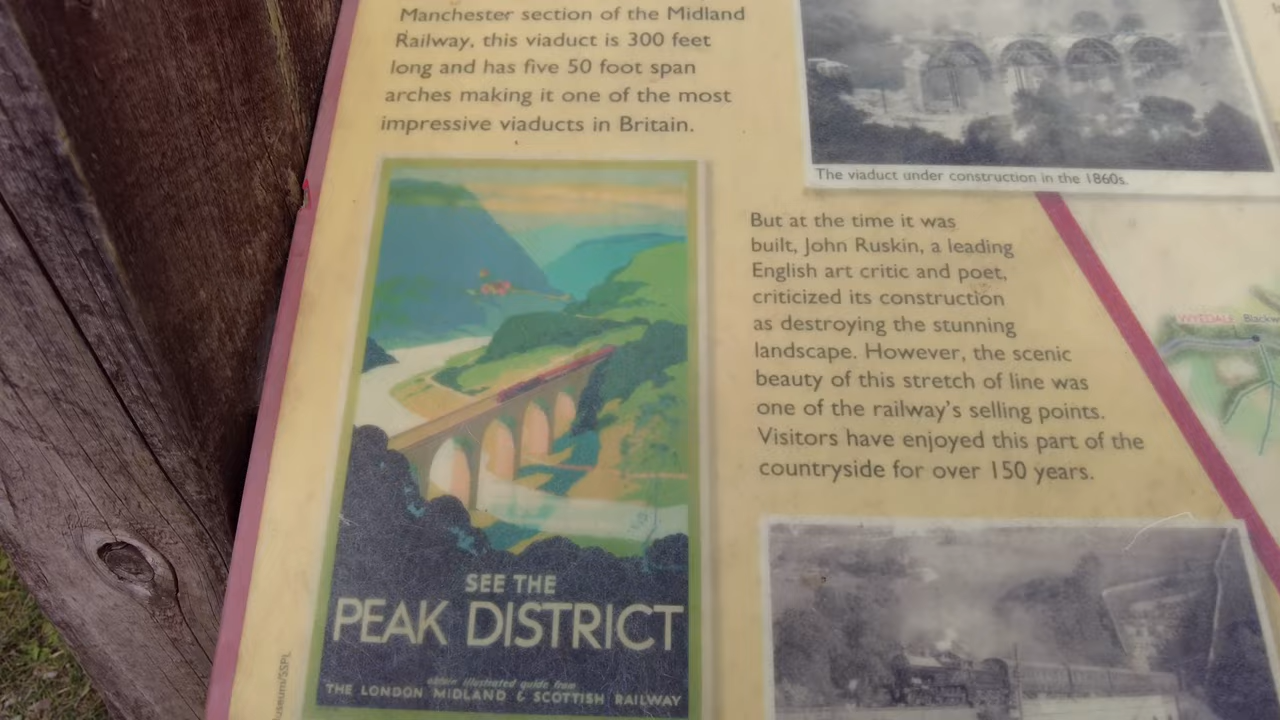 Manchester section of the Midland
Railway, this viaduct is 300 feet
long and has five 50 foot span
arches making it one of the most
impressive viaducts in Britain.
The viaduct under construction in the 1860s.
But at the time it was
built, John Ruskin, a leading
English art critic and poet,
criticized its construction
as destroying the stunning
landscape. However, the scenic
beauty of this stretch of line was
one of the railway's selling points.
Visitors have enjoyed this part of the
countryside for over 150 years.
SEE THE
PEAK DISTRICT
obtain illustrated guide from
THE LONDON MIDLAND & SCOTTISH RAILWAY
WYEDALE